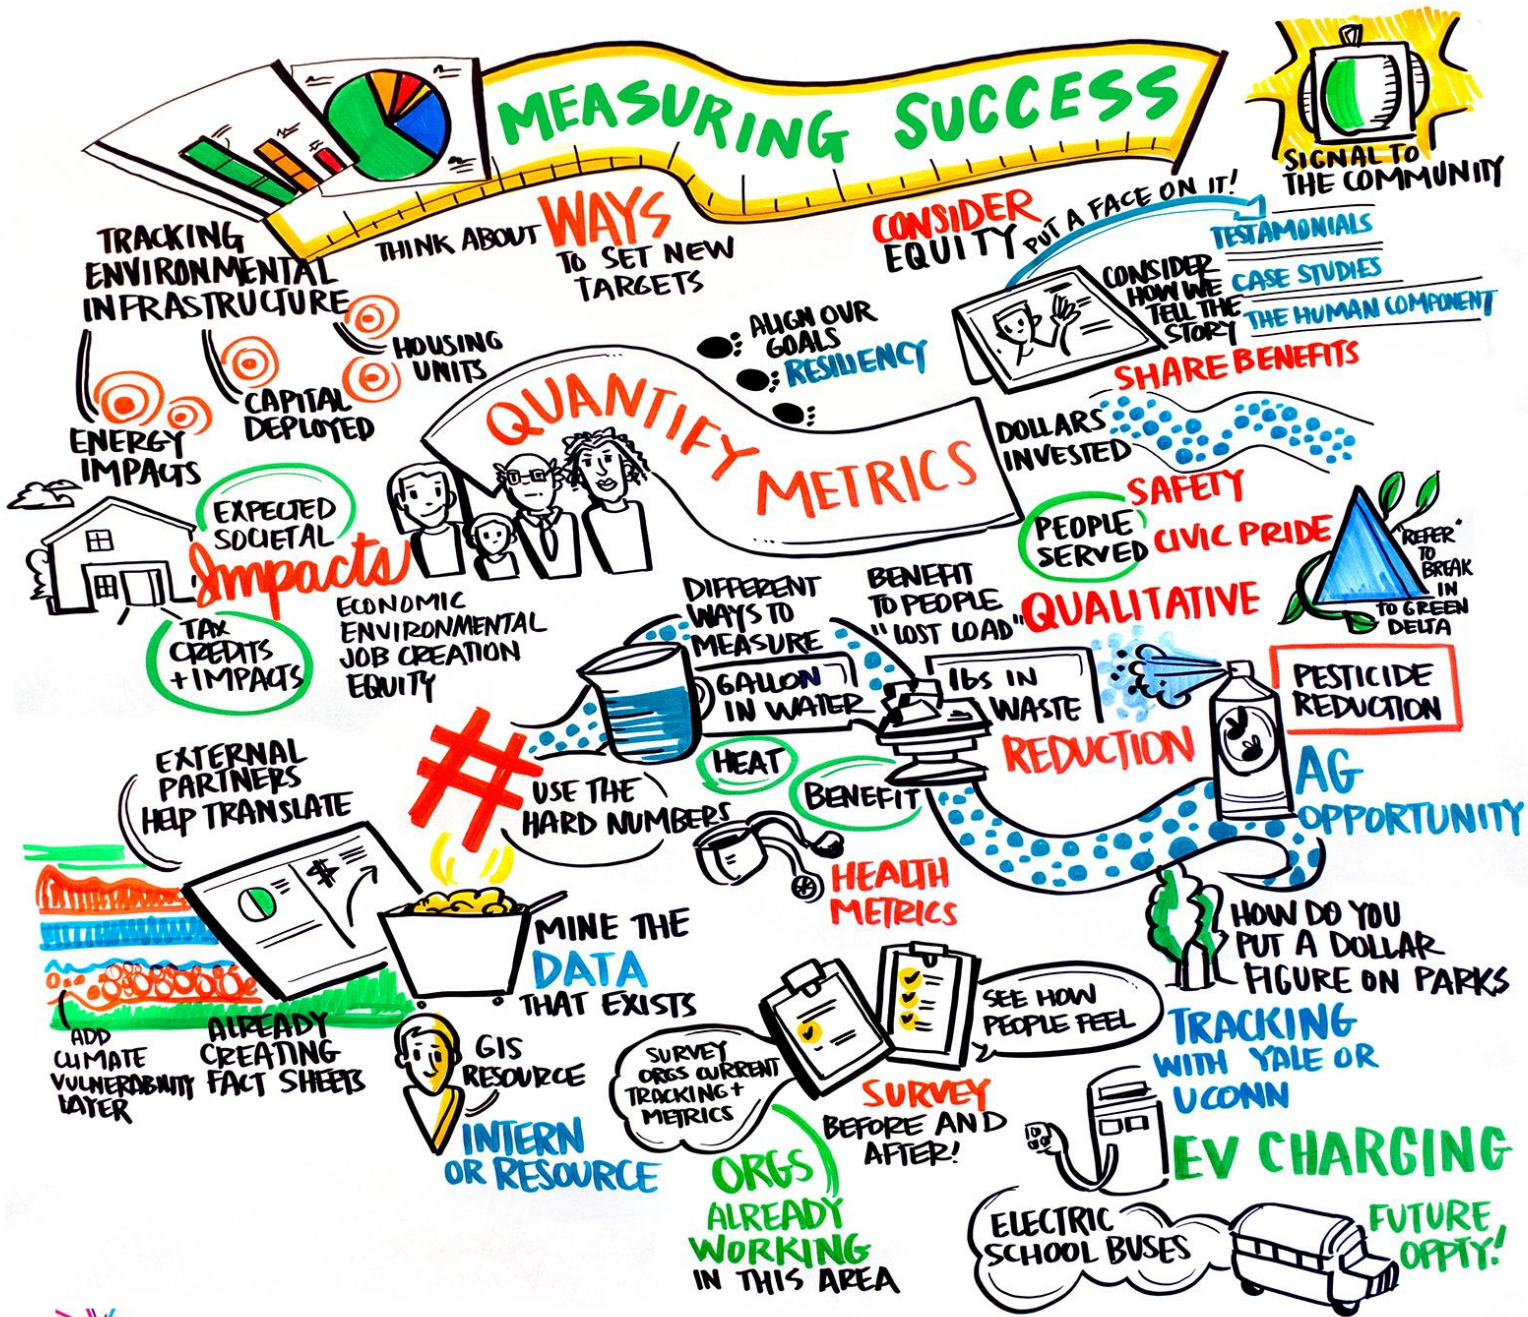 MEASURING SUCCESS
SIGNAL TO
THE COMMUNITY
TRACKING
ENVIRONMENTAL
INFRASTRUCTURE
ENERGY
IMPACTS
CAPITAL
DEPLOYED
HOUSING
UNITS
THINK ABOUT WAYS
TO SET NEW
TARGETS
CONSIDER
EQUITY
PUT A FACE ON IT!
CONSIDER
HOW WE
TELL THE
STORY
TESTAMONIALS
CASE STUDIES
THE HUMAN COMPONENT
SHARE BENEFITS
ALIGN OUR
GOALS
RESILIENCY
QUANTIFY METRICS
DOLLARS
INVESTED
SAFETY
PEOPLE
SERVED
CIVIC PRIDE
QUALITATIVE
"REFER"
TO
BREAK
IN
TO GREEN
DELTA
EXPECTED
SOCIETAL
Impacts
TAX
CREDITS
+ IMPACTS
ECONOMIC
ENVIRONMENTAL
JOB CREATION
EQUITY
DIFFERENT
WAYS TO
MEASURE
BENEFIT
TO PEOPLE
"LOST LOAD"
GALLON
IN WATER
lbs IN
WASTE
REDUCTION
PESTICIDE
REDUCTION
AG
OPPORTUNITY
HEAT
BENEFIT
#
USE THE
HARD NUMBERS
HEALTH
METRICS
EXTERNAL
PARTNERS
HELP TRANSLATE
$
MINE THE
DATA
THAT EXISTS
ADD
CLIMATE
VULNERABILITY
LAYER
ALREADY
CREATING
FACT SHEETS
GIS
RESOURCE
INTERN
OR RESOURCE
SURVEY
ORGS CURRENT
TRACKING +
METRICS
SEE HOW
PEOPLE FEEL
SURVEY
BEFORE AND
AFTER!
ORGS
ALREADY
WORKING
IN THIS AREA
HOW DO YOU
PUT A DOLLAR
FIGURE ON PARKS
TRACKING
WITH YALE OR
UCONN
EV CHARGING
ELECTRIC
SCHOOL BUSES
FUTURE
OPPTY!